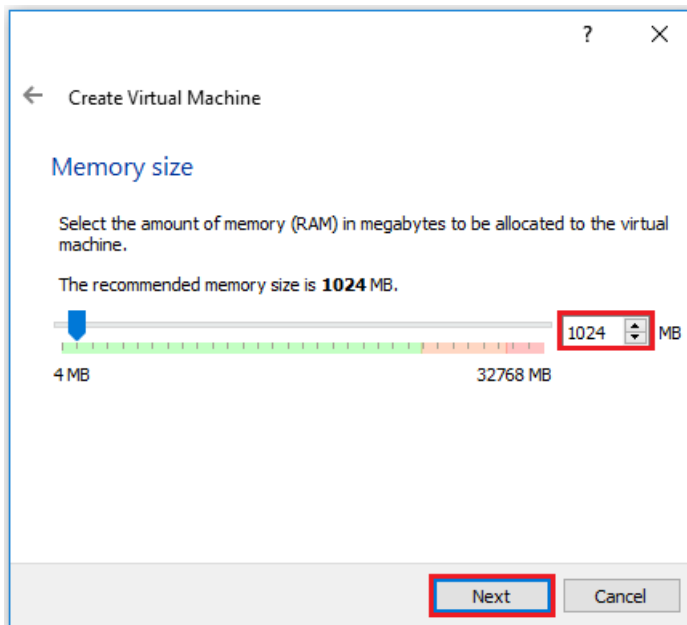 ?
Create Virtual Machine
Memory size
Select the amount of memory (RAM) in megabytes to be allocated to the virtual
machine.
The recommended memory size is 1024 MB.
1024 MB
4 MB 32768 MB
Next Cancel